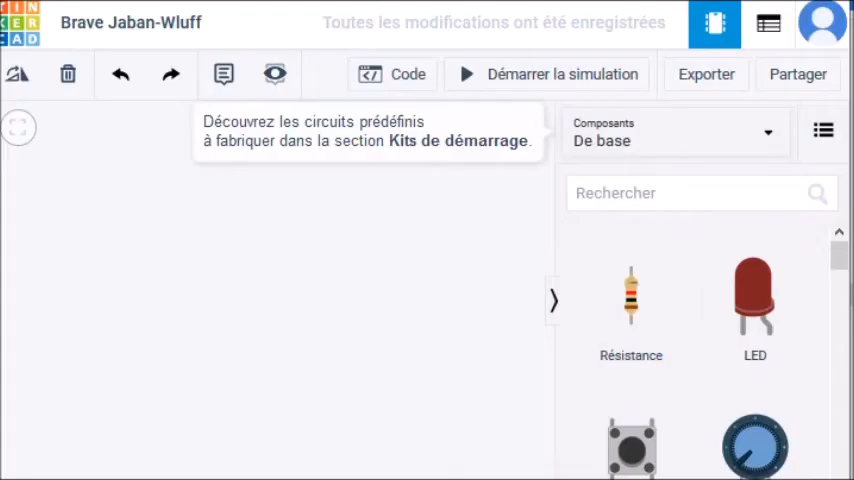 TIN
KER
CAD
Brave Jaban-Wluff
Toutes les modifications ont été enregistrées
Code
Démarrer la simulation
Exporter
Partager
Découvrez les circuits prédéfinis
à fabriquer dans la section Kits de démarrage.
Composants
De base
Rechercher
Résistance
LED